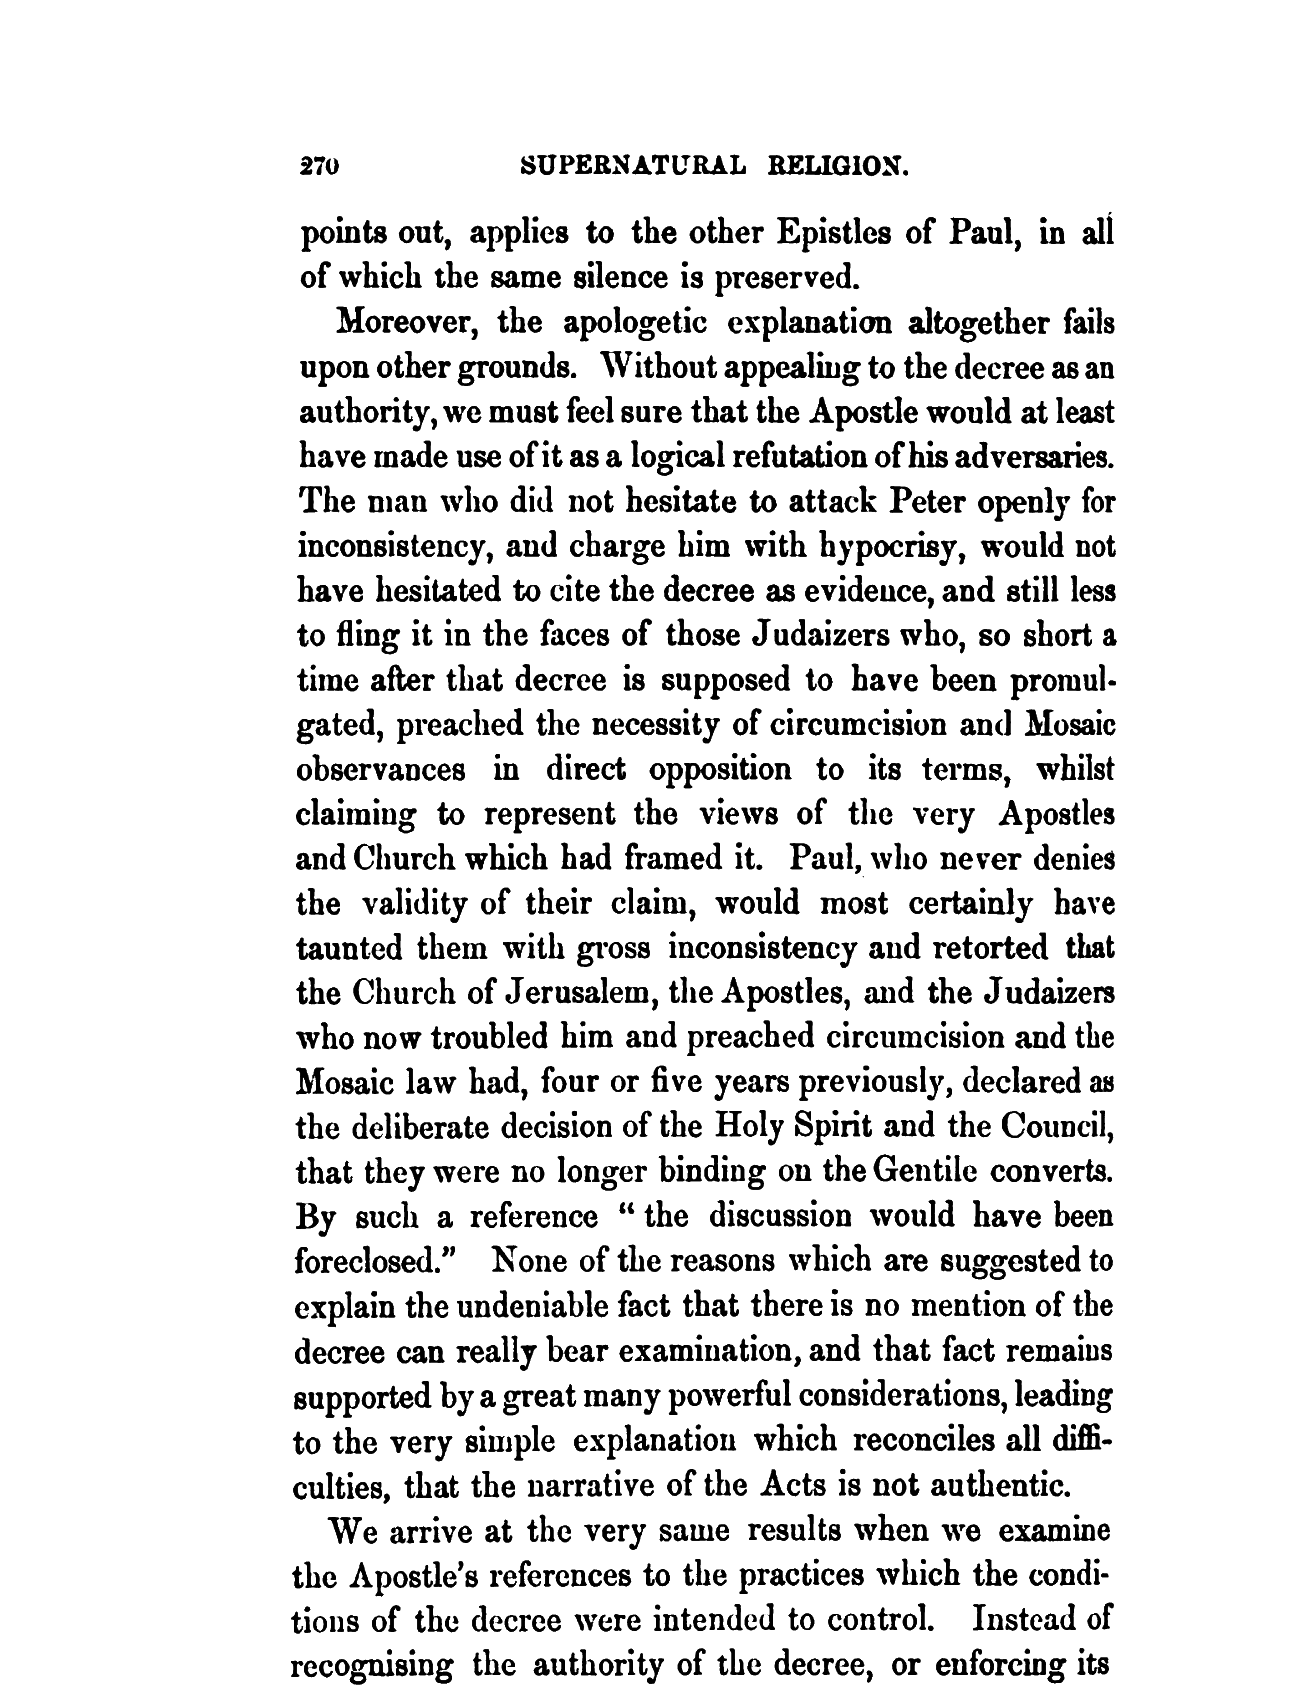 270 SUPERNATURAL RELIGION.
points out, applies to the other Epistles of Paul, in all
of which the same silence is preserved.
Moreover, the apologetic explanation altogether fails
upon other grounds. Without appealing to the decree as an
authority, we must feel sure that the Apostle would at least
have made use of it as a logical refutation of his adversaries.
The man who did not hesitate to attack Peter openly for
inconsistency, and charge him with hypocrisy, would not
have hesitated to cite the decree as evidence, and still less
to fling it in the faces of those Judaizers who, so short a
time after that decree is supposed to have been promul-
gated, preached the necessity of circumcision and Mosaic
observances in direct opposition to its terms, whilst
claiming to represent the views of the very Apostles
and Church which had framed it. Paul, who never denies
the validity of their claim, would most certainly have
taunted them with gross inconsistency and retorted that
the Church of Jerusalem, the Apostles, and the Judaizers
who now troubled him and preached circumcision and the
Mosaic law had, four or five years previously, declared as
the deliberate decision of the Holy Spirit and the Council,
that they were no longer binding on the Gentile converts.
By such a reference “ the discussion would have been
foreclosed.” None of the reasons which are suggested to
explain the undeniable fact that there is no mention of the
decree can really bear examination, and that fact remains
supported by a great many powerful considerations, leading
to the very simple explanation which reconciles all diffi-
culties, that the narrative of the Acts is not authentic.
We arrive at the very same results when we examine
the Apostle's references to the practices which the condi-
tions of the decree were intended to control. Instead of
recognising the authority of the decree, or enforcing its